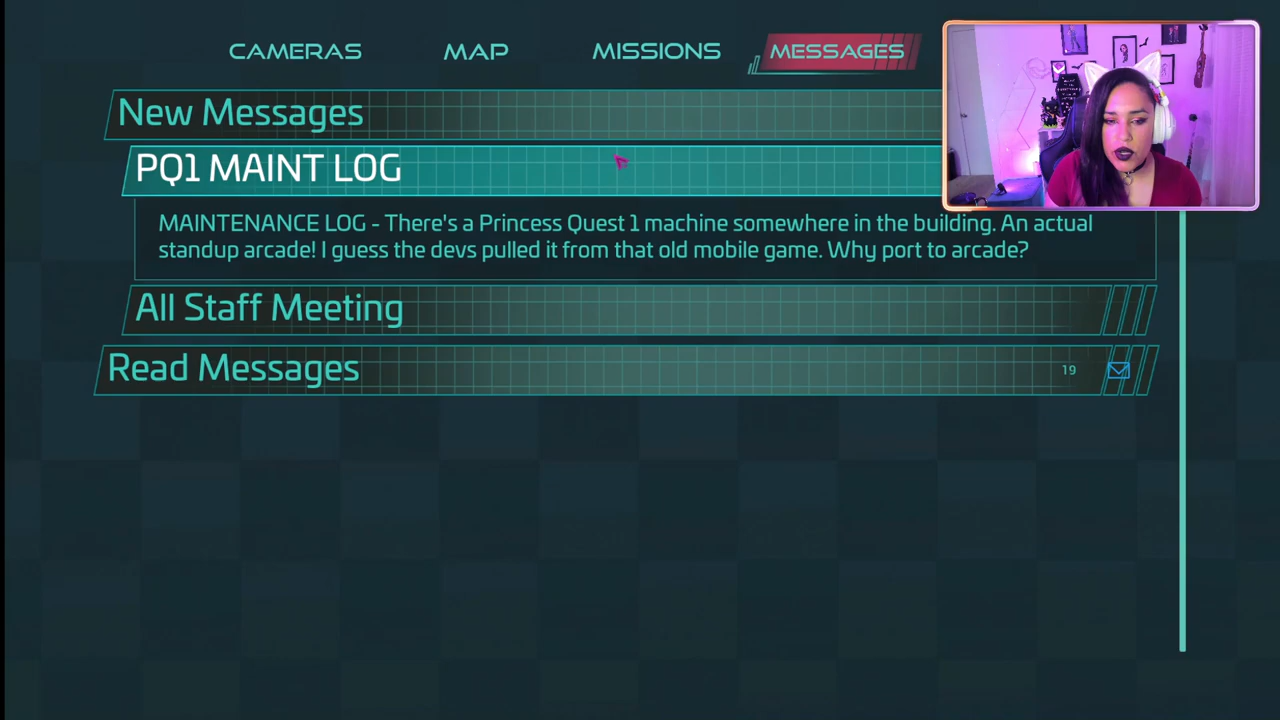 CAMERAS MAP MISSIONS MESSAGES
New Messages
PQ1 MAINT LOG
MAINTENANCE LOG - There's a Princess Quest 1 machine somewhere in the building. An actual
standup arcade! I guess the devs pulled it from that old mobile game. Why port to arcade?
All Staff Meeting
Read Messages 19